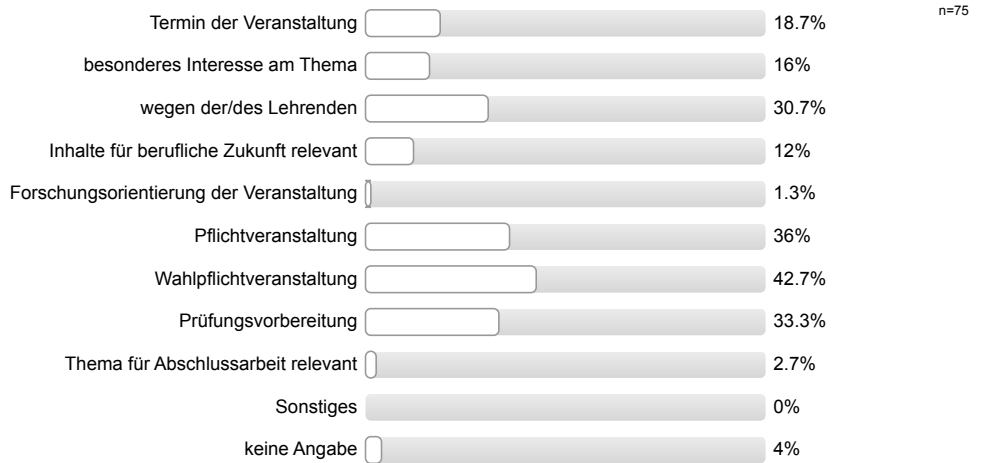 n=75
Termin der Veranstaltung 18.7%
besonderes Interesse am Thema 16%
wegen der/des Lehrenden 30.7%
Inhalte für berufliche Zukunft relevant 12%
Forschungsorientierung der Veranstaltung 1.3%
Pflichtveranstaltung 36%
Wahlpflichtveranstaltung 42.7%
Prüfungsvorbereitung 33.3%
Thema für Abschlussarbeit relevant 2.7%
Sonstiges 0%
keine Angabe 4%